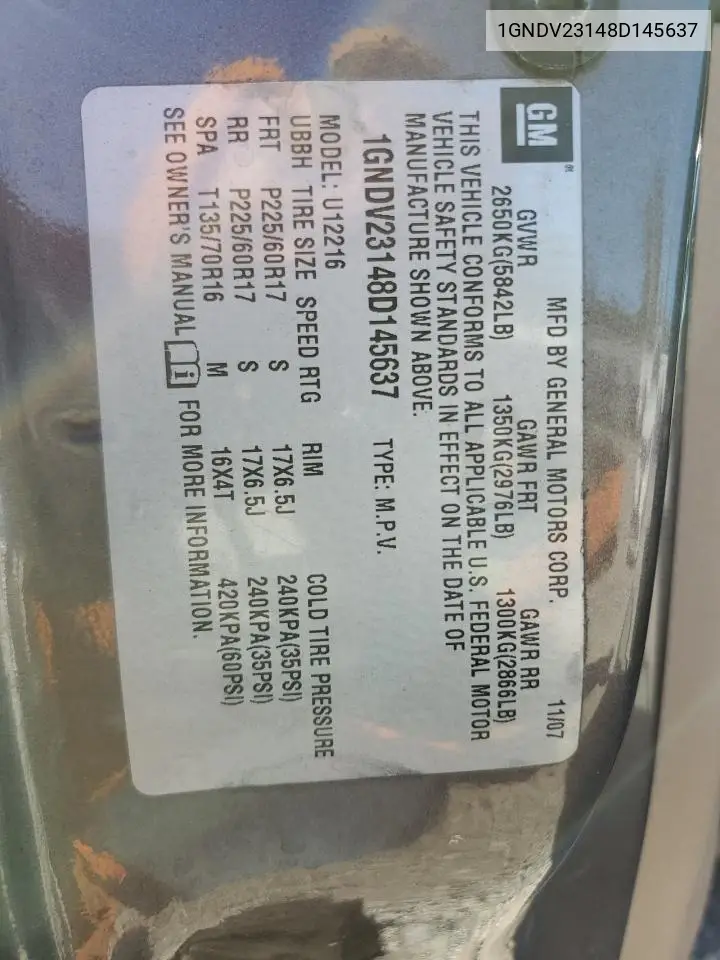 1GNDV23148D145637
GM ®
MFD BY GENERAL MOTORS CORP. 11/07
GVWR GAWR FRT GAWR RR
2650KG(5842LB) 1350KG(2976LB) 1300KG(2866LB)
THIS VEHICLE CONFORMS TO ALL APPLICABLE U.S. FEDERAL MOTOR
VEHICLE SAFETY STANDARDS IN EFFECT ON THE DATE OF
MANUFACTURE SHOWN ABOVE.
1GNDV23148D145637 TYPE: M.P.V.
MODEL: U12216
UBBH TIRE SIZE SPEED RTG RIM COLD TIRE PRESSURE
FRT P225/60R17 S 17X6.5J 240KPA(35PSI)
RR P225/60R17 S 17X6.5J 240KPA(35PSI)
SPA T135/70R16 M 16X4T 420KPA(60PSI)
SEE OWNER'S MANUAL i FOR MORE INFORMATION.